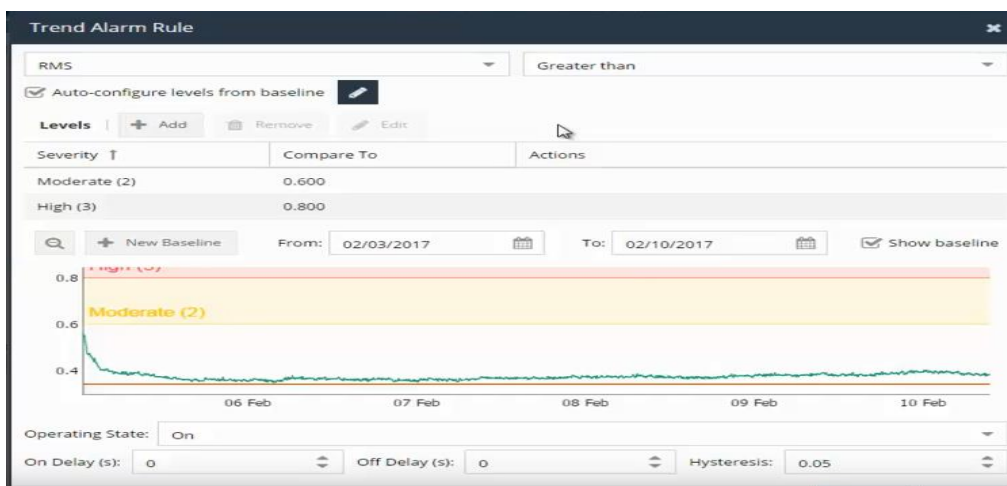 Trend Alarm Rule
RMS Greater than
Auto-configure levels from baseline
Levels Add Remove Edit
Severity ↑ Compare To Actions
Moderate (2) 0.600
High (3) 0.800
New Baseline From: 02/03/2017 To: 02/10/2017 Show baseline
High (3)
0.8
Moderate (2)
0.6
0.4
06 Feb 07 Feb 08 Feb 09 Feb 10 Feb
Operating State: On
On Delay (s): 0 Off Delay (s): 0 Hysteresis: 0.05